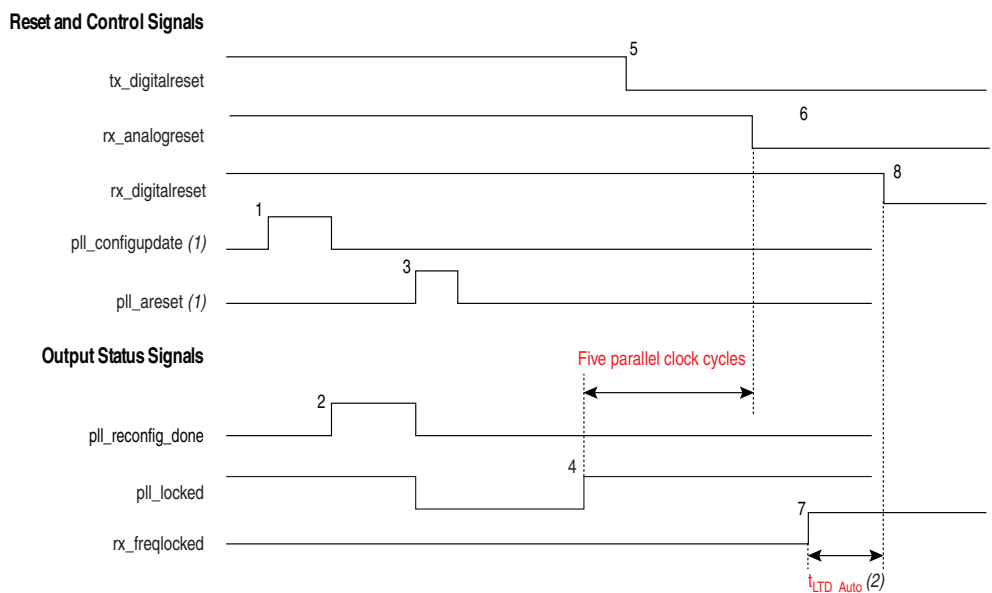 Reset and Control Signals
5
tx_digitalreset
6
rx_analogreset
8
rx_digitalreset
1
pll_configupdate (1)
3
pll_areset (1)
Output Status Signals
Five parallel clock cycles
2
pll_reconfig_done
4
pll_locked
7
rx_freqlocked
tLTD_Auto (2)